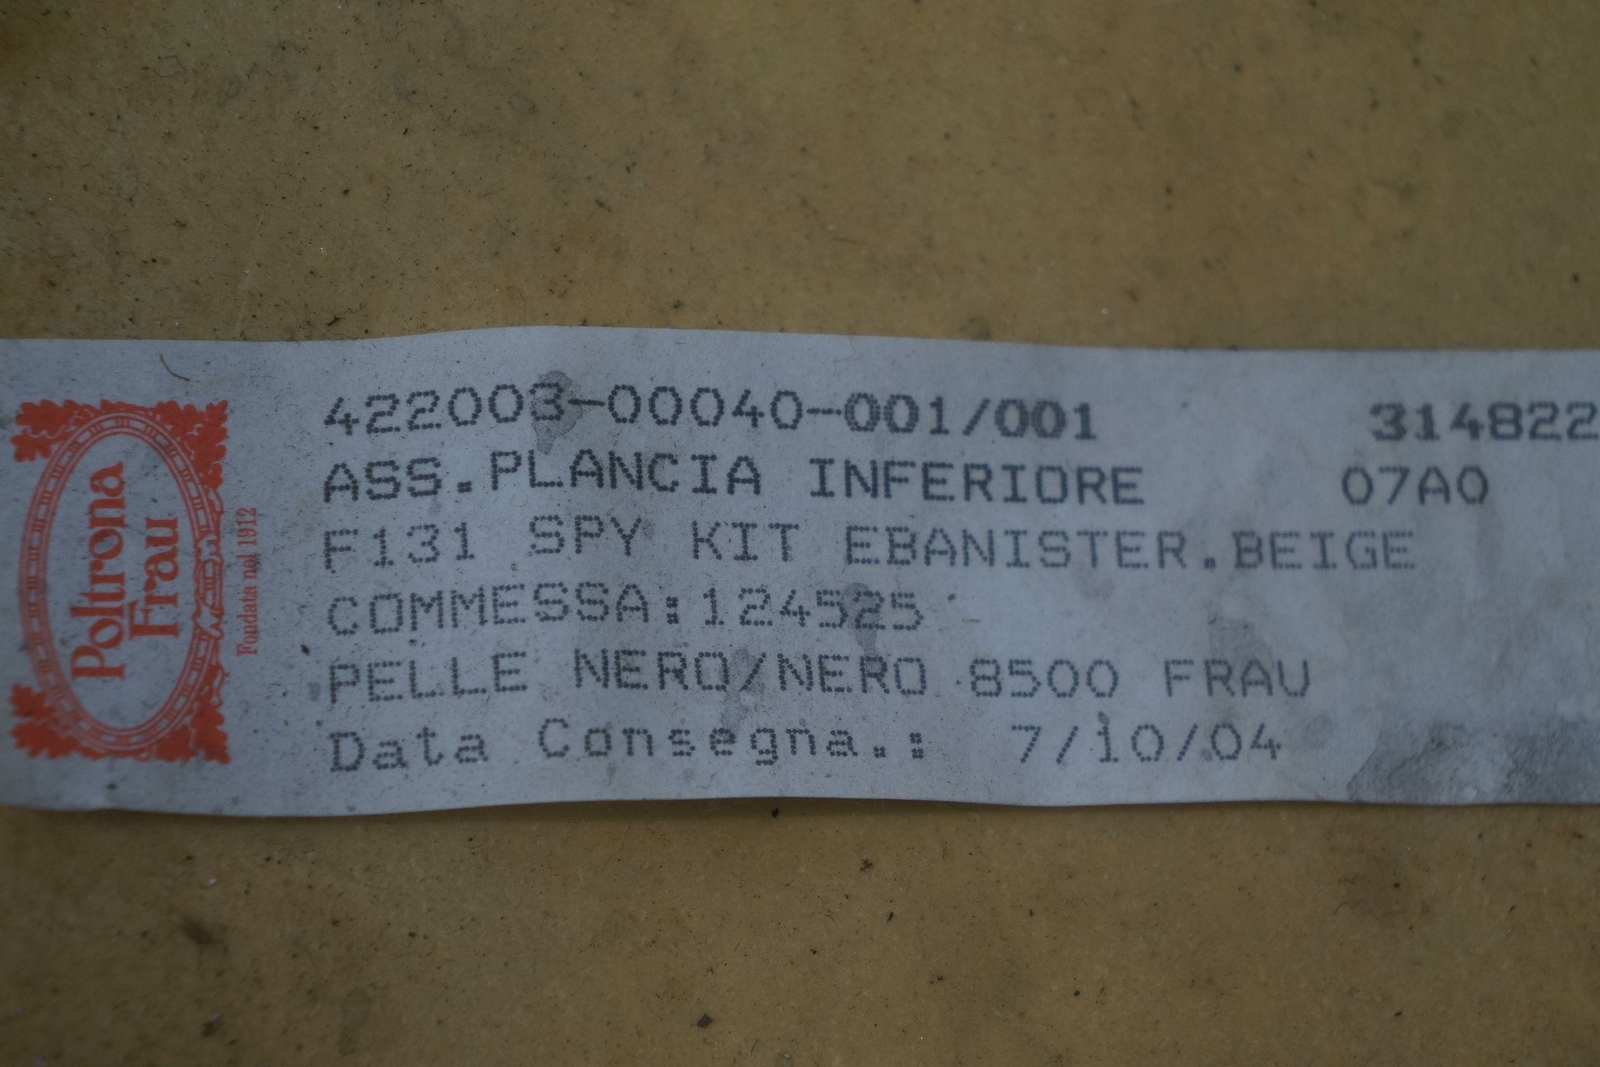 Poltrona
Frau
Fondata nel 1912
422003-00040-001/001 314822
ASS.PLANCIA INFERIORE 07A0
F131 SPY KIT EBANISTER.BEIGE
COMMESSA:124525
PELLE NERO/NERO 8500 FRAU
Data Consegna.: 7/10/04